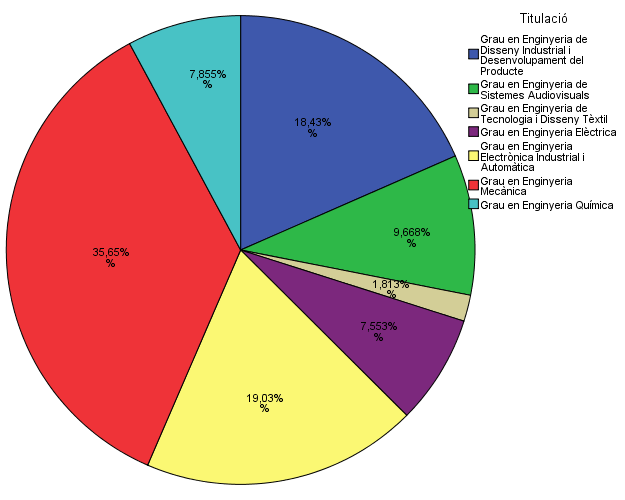 Titulació
Grau en Enginyeria de
Disseny Industrial i
Desenvolupament del
Producte
Grau en Enginyeria de
Sistemes Audiovisuals
Grau en Enginyeria de
Tecnologia i Disseny Tèxtil
Grau en Enginyeria Elèctrica
Grau en Enginyeria
Electrònica Industrial i
Automàtica
Grau en Enginyeria
Mecánica
Grau en Enginyeria Química
7,855%
%
18,43%
%
9,668%
%
35,65%
%
1,813%
%
7,553%
%
19,03%
%